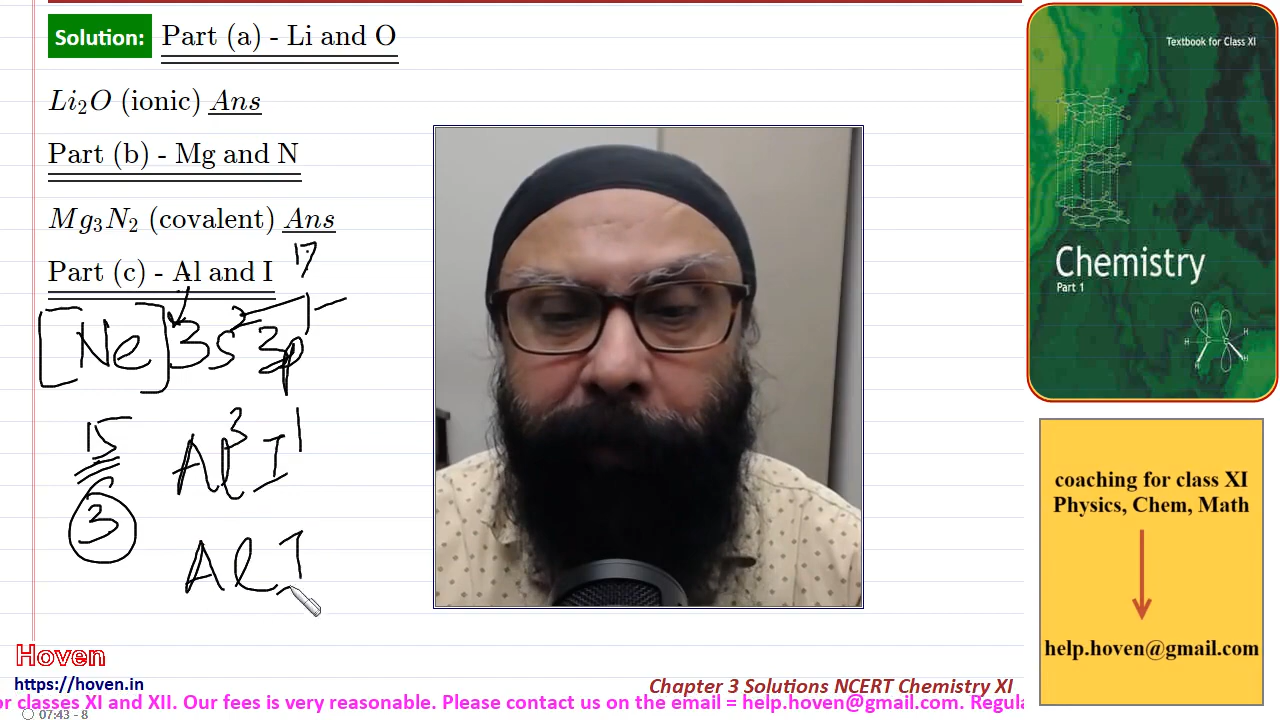 Solution: Part (a) - Li and O
Li₂O (ionic) Ans
Part (b) - Mg and N
Mg₃N₂ (covalent) Ans
17
Part (c) - Al and I
[Ne] 3s² 3p¹
15
Al³ I¹
3
AlI
Hoven
https://hoven.in
Chapter 3 Solutions NCERT Chemistry XI
or classes XI and XII. Our fees is very reasonable. Please contact us on the email = help.hoven@gmail.com. Regula
07:43 - 8
Textbook for Class XI
Chemistry
Part 1
H
H
H
C
C
H
H
coaching for class XI
Physics, Chem, Math
help.hoven@gmail.com